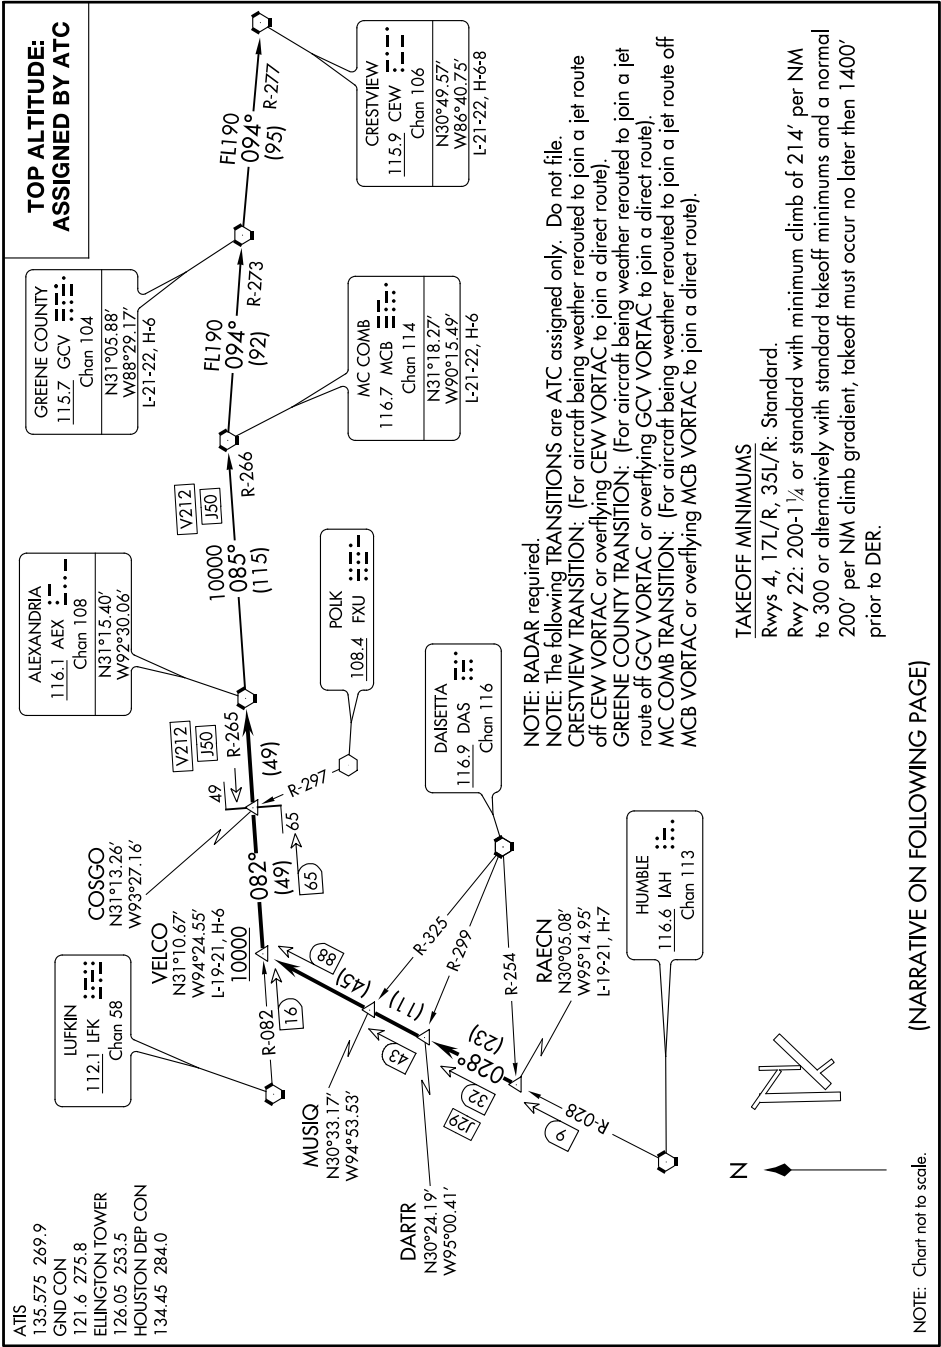 ATIS
135.575 269.9
GND CON
121.6 275.8
ELLINGTON TOWER
126.05 253.5
HOUSTON DEP CON
134.45 284.0
TOP ALTITUDE:
ASSIGNED BY ATC
LUFKIN
112.1 LFK
Chan 58
COSGO
N31°13.26’
W93°27.16’
VELCO
N31°10.67’
W94°24.55’
L-19-21, H-6
10000
ALEXANDRIA
116.1 AEX
Chan 108
N31°15.40’
W92°30.06’
GREENE COUNTY
115.7 GCV
Chan 104
N31°05.88’
W88°29.17’
L-21-22, H-6
CRESTVIEW
115.9 CEW
Chan 106
N30°49.57’
W86°40.75’
L-21-22, H-6-8
MC COMB
116.7 MCB
Chan 114
N31°18.27’
W90°15.49’
L-21-22, H-6
POLK
108.4 FXU
DAISETTA
116.9 DAS
Chan 116
HUMBLE
116.6 IAH
Chan 113
MUSIQ
N30°33.17’
W94°53.53’
DARTR
N30°24.19’
W95°00.41’
RAECN
N30°05.08’
W95°14.95’
L-19-21, H-7
R-082
16
88
(45)
(11)
43
(23)
028°
32
J29
9
R-028
R-325
R-299
R-254
082°
(49)
65
65
49
R-297
V212
J50
R-265
(49)
10000
085°
(115)
V212
J50
R-266
FL190
094°
(92)
R-273
FL190
094°
(95)
R-277
NOTE: RADAR required.
NOTE: The following TRANSITIONS are ATC assigned only. Do not file.
CRESTVIEW TRANSITION: (For aircraft being weather rerouted to join a jet route
off CEW VORTAC or overflying CEW VORTAC to join a direct route).
GREENE COUNTY TRANSITION: (For aircraft being weather rerouted to join a jet
route off GCV VORTAC or overflying GCV VORTAC to join a direct route).
MC COMB TRANSITION: (For aircraft being weather rerouted to join a jet route off
MCB VORTAC or overflying MCB VORTAC to join a direct route).
TAKEOFF MINIMUMS
Rwys 4, 17L/R, 35L/R: Standard.
Rwy 22: 200-1¼ or standard with minimum climb of 214’ per NM
to 300 or alternatively with standard takeoff minimums and a normal
200’ per NM climb gradient, takeoff must occur no later then 1400’
prior to DER.
N
NOTE: Chart not to scale.
(NARRATIVE ON FOLLOWING PAGE)